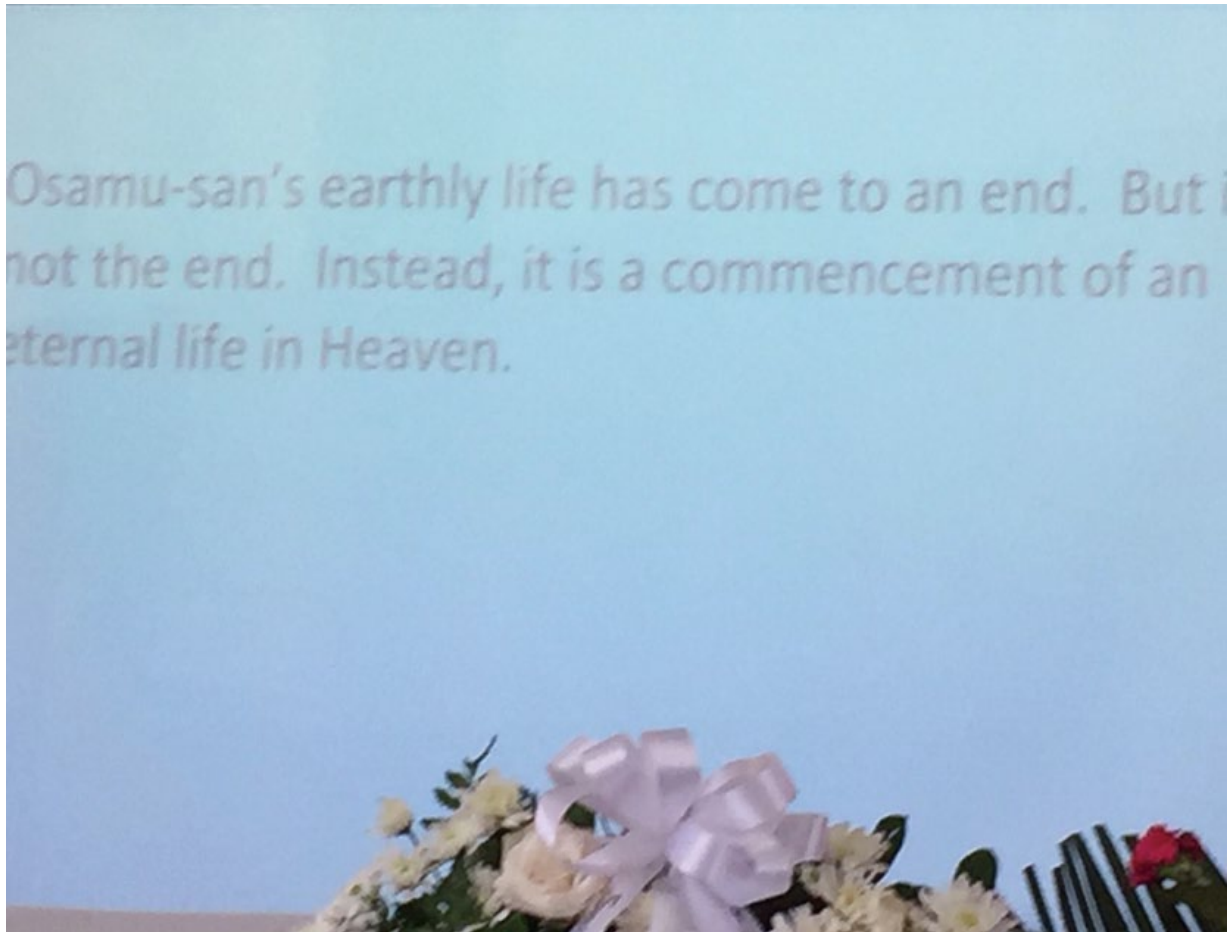 Osamu-san's earthly life has come to an end.  But
not the end.  Instead, it is a commencement of an
eternal life in Heaven.